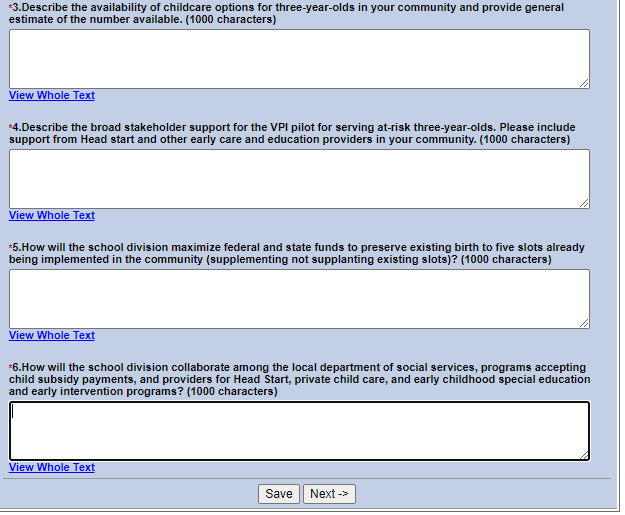 *3.Describe the availability of childcare options for three-year-olds in your community and provide general
estimate of the number available. (1000 characters)
View Whole Text
*4.Describe the broad stakeholder support for the VPI pilot for serving at-risk three-year-olds. Please include
support from Head start and other early care and education providers in your community. (1000 characters)
View Whole Text
*5.How will the school division maximize federal and state funds to preserve existing birth to five slots already
being implemented in the community (supplementing not supplanting existing slots)? (1000 characters)
View Whole Text
*6.How will the school division collaborate among the local department of social services, programs accepting
child subsidy payments, and providers for Head Start, private child care, and early childhood special education
and early intervention programs? (1000 characters)
View Whole Text
Save Next ->